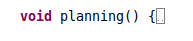 void planning() {